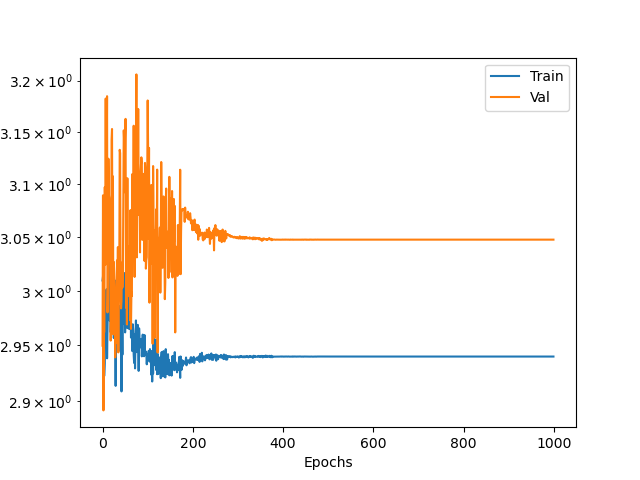 3.2 × 10⁰
3.15 × 10⁰
3.1 × 10⁰
3.05 × 10⁰
3 × 10⁰
2.95 × 10⁰
2.9 × 10⁰
0 200 400 600 800 1000
Epochs
Train
Val